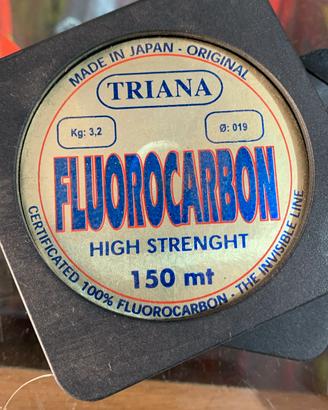 MADE IN JAPAN - ORIGINAL
TRIANA
Kg: 3,2
Ø: 019
FLUOROCARBON
HIGH STRENGHT
150 mt
CERTIFICATED 100% FLUOROCARBON - THE INVISIBLE LINE